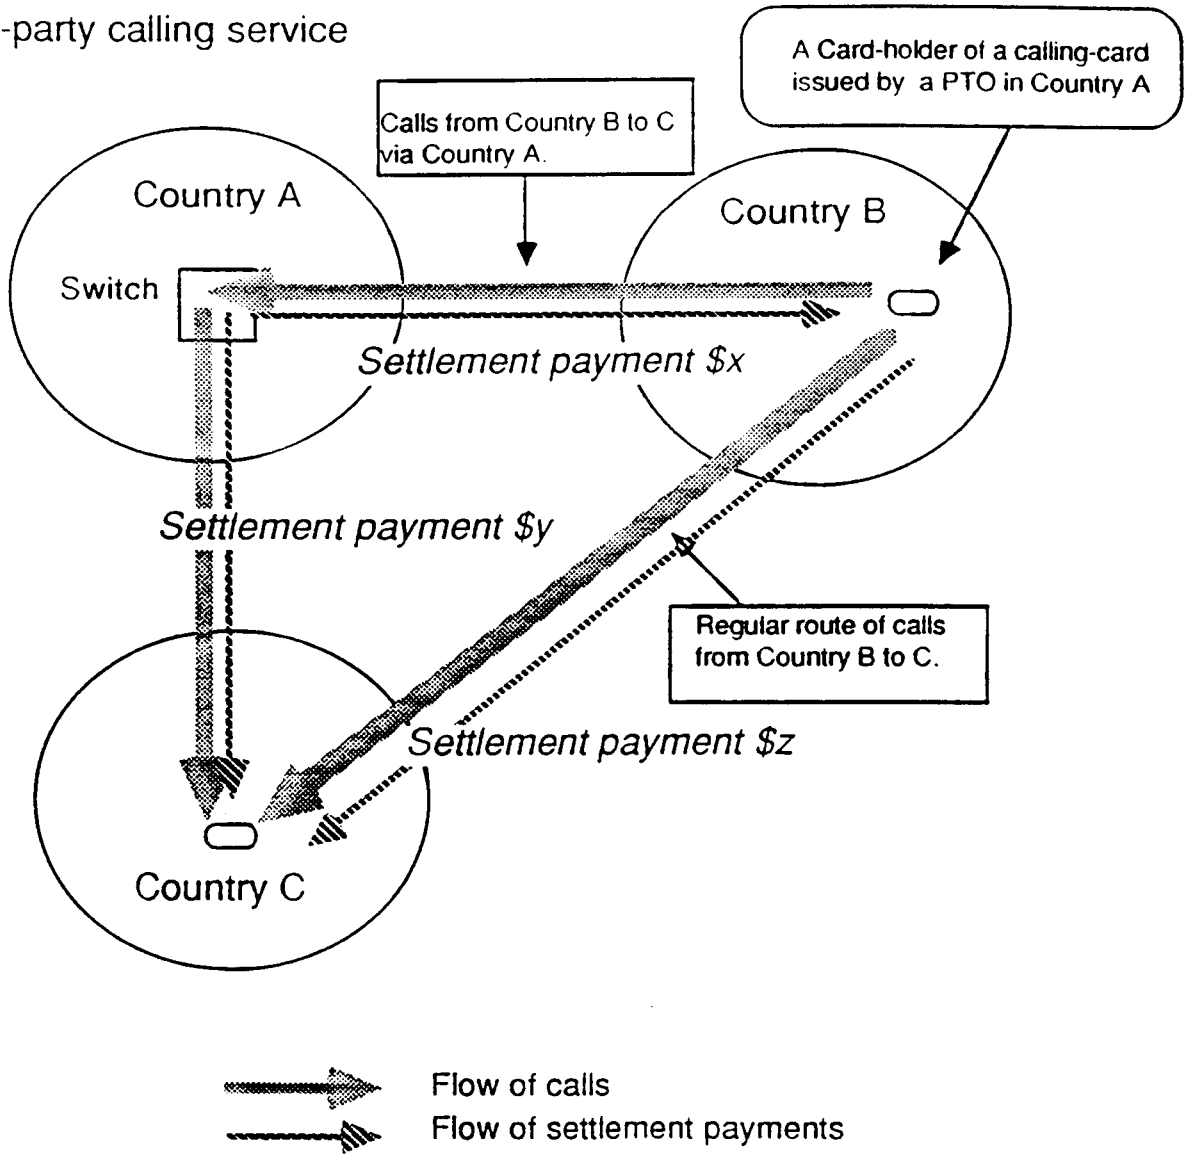 -party calling service
A Card-holder of a calling-card
issued by a PTO in Country A
Calls from Country B to C
via Country A.
Country A
Country B
Switch
Settlement payment $x
Settlement payment $y
Regular route of calls
from Country B to C.
Settlement payment $z
Country C
Flow of calls
Flow of settlement payments